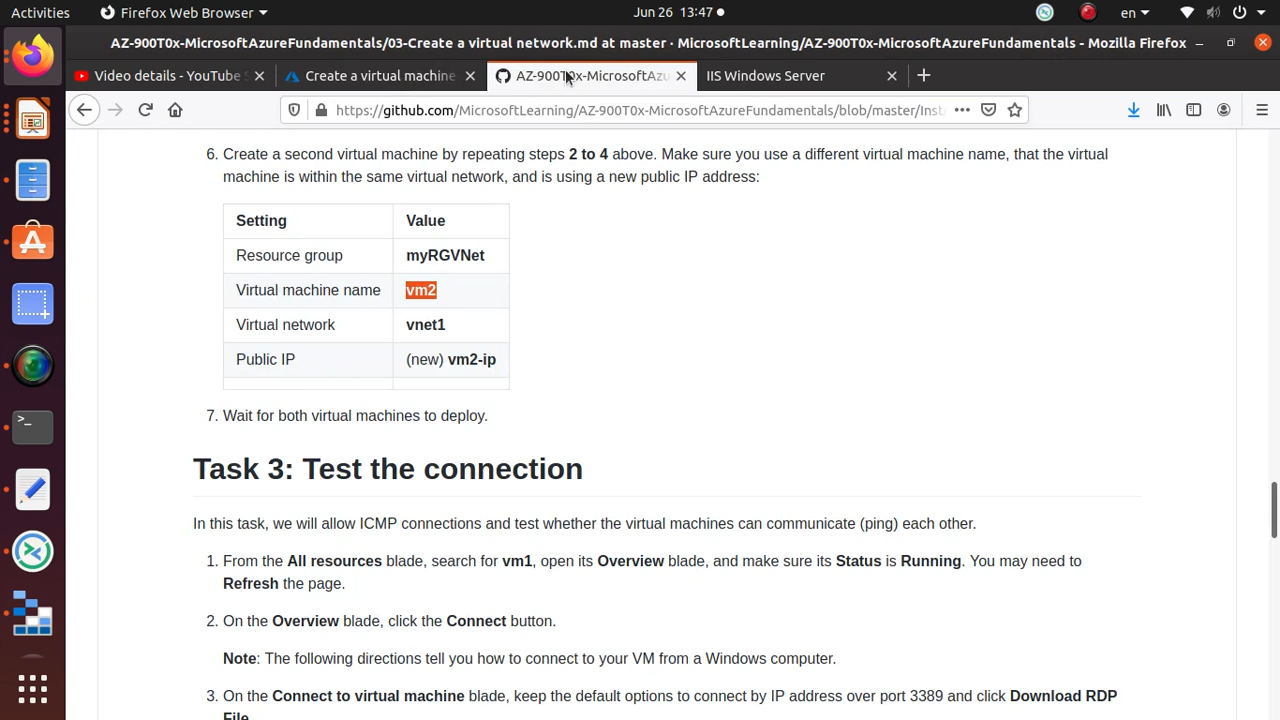 Activities
Firefox Web Browser
Jun 26 13:47
en
AZ-900T0x-MicrosoftAzureFundamentals/03-Create a virtual network.md at master · MicrosoftLearning/AZ-900T0x-MicrosoftAzureFundamentals - Mozilla Firefox
Video details - YouTube
Create a virtual machine
AZ-900T0x-MicrosoftAzu
IIS Windows Server
https://github.com/MicrosoftLearning/AZ-900T0x-MicrosoftAzureFundamentals/blob/master/Inst
6. Create a second virtual machine by repeating steps 2 to 4 above. Make sure you use a different virtual machine name, that the virtual
machine is within the same virtual network, and is using a new public IP address:
Setting Value
Resource group myRGVNet
Virtual machine name vm2
Virtual network vnet1
Public IP (new) vm2-ip
7. Wait for both virtual machines to deploy.
Task 3: Test the connection
In this task, we will allow ICMP connections and test whether the virtual machines can communicate (ping) each other.
1. From the All resources blade, search for vm1, open its Overview blade, and make sure its Status is Running. You may need to
Refresh the page.
2. On the Overview blade, click the Connect button.
Note: The following directions tell you how to connect to your VM from a Windows computer.
3. On the Connect to virtual machine blade, keep the default options to connect by IP address over port 3389 and click Download RDP
File.